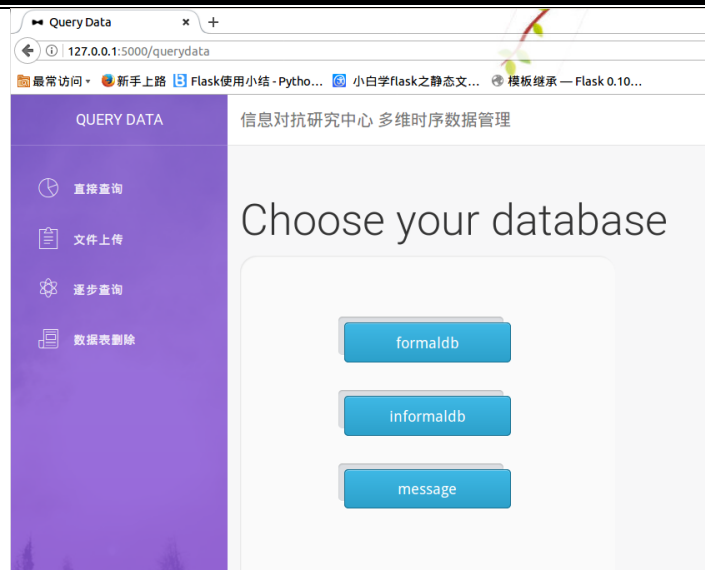 Query Data × +
127.0.0.1:5000/querydata
最常访问 新手上路 Flask使用小结 - Pytho... 小白学flask之静态文... 模板继承 — Flask 0.10...
QUERY DATA
信息对抗研究中心 多维时序数据管理
直接查询
文件上传
逐步查询
数据表删除
Choose your database
formaldb
informaldb
message